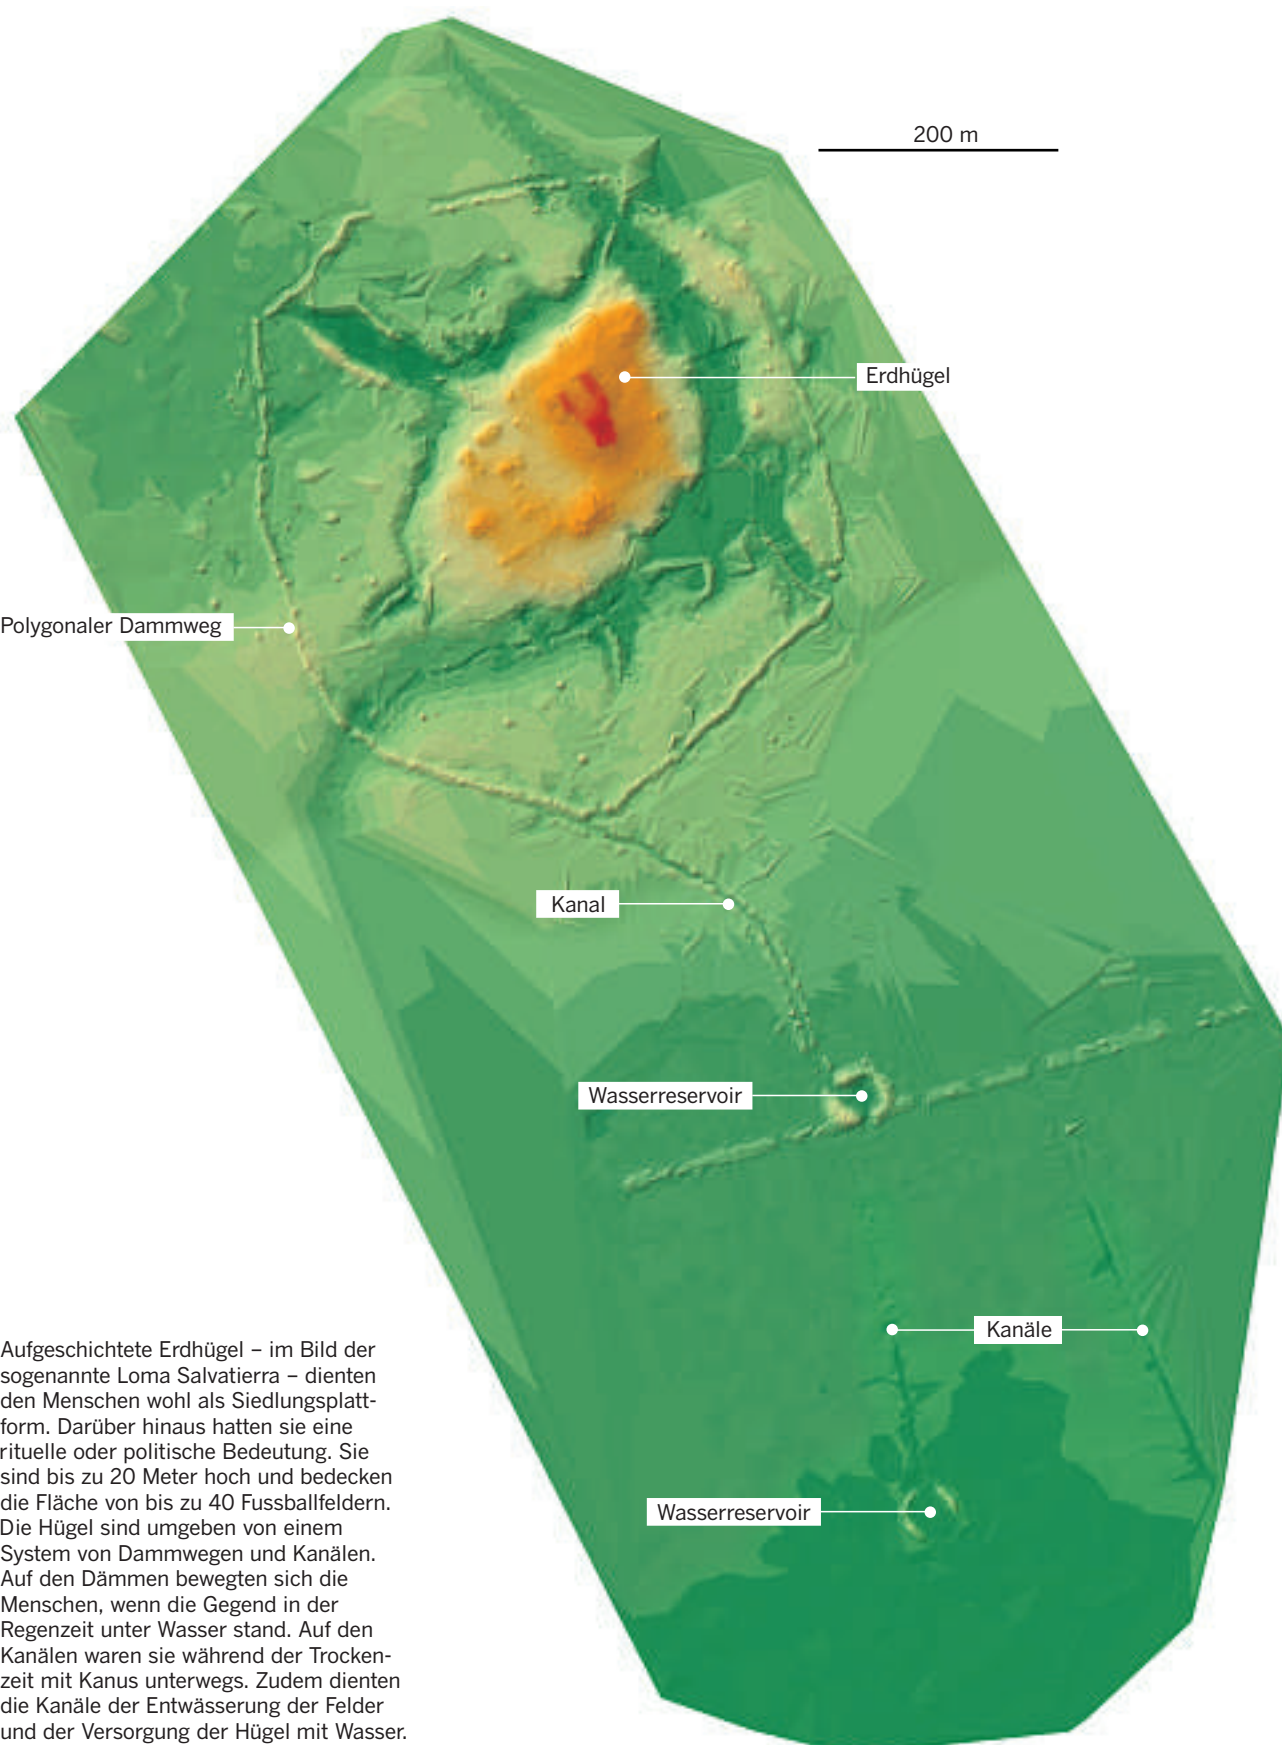 200 m
Erdhügel
Polygonaler Dammweg
Kanal
Wasserreservoir
Kanäle
Wasserreservoir
Aufgeschichtete Erdhügel – im Bild der
sogenannte Loma Salvatierra – dienten
den Menschen wohl als Siedlungsplatt-
form. Darüber hinaus hatten sie eine
rituelle oder politische Bedeutung. Sie
sind bis zu 20 Meter hoch und bedecken
die Fläche von bis zu 40 Fussballfeldern.
Die Hügel sind umgeben von einem
System von Dammwegen und Kanälen.
Auf den Dämmen bewegten sich die
Menschen, wenn die Gegend in der
Regenzeit unter Wasser stand. Auf den
Kanälen waren sie während der Trocken-
zeit mit Kanus unterwegs. Zudem dienten
die Kanäle der Entwässerung der Felder
und der Versorgung der Hügel mit Wasser.